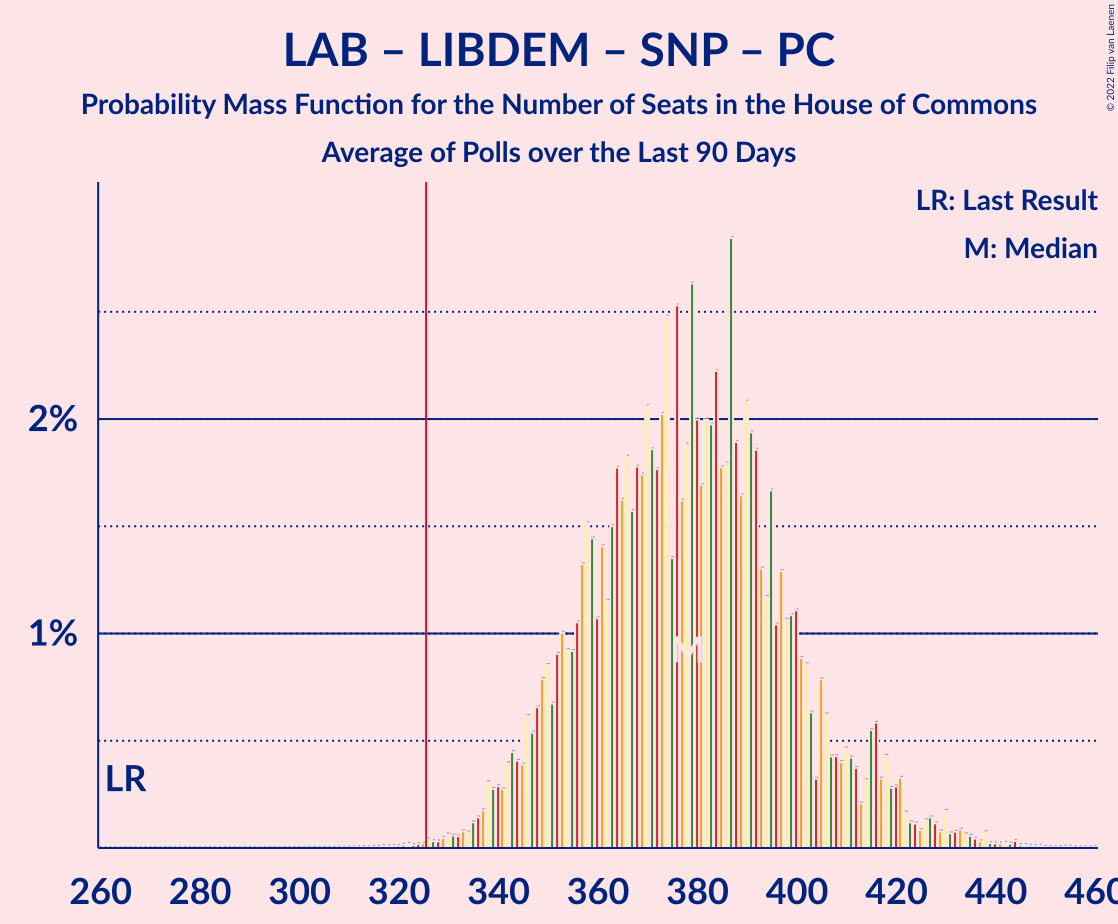 LAB – LIBDEM – SNP – PC
Probability Mass Function for the Number of Seats in the House of Commons
Average of Polls over the Last 90 Days
© 2022 Filip van Laenen
LR: Last Result
M: Median
2%
1%
M
LR
260 280 300 320 340 360 380 400 420 440 460